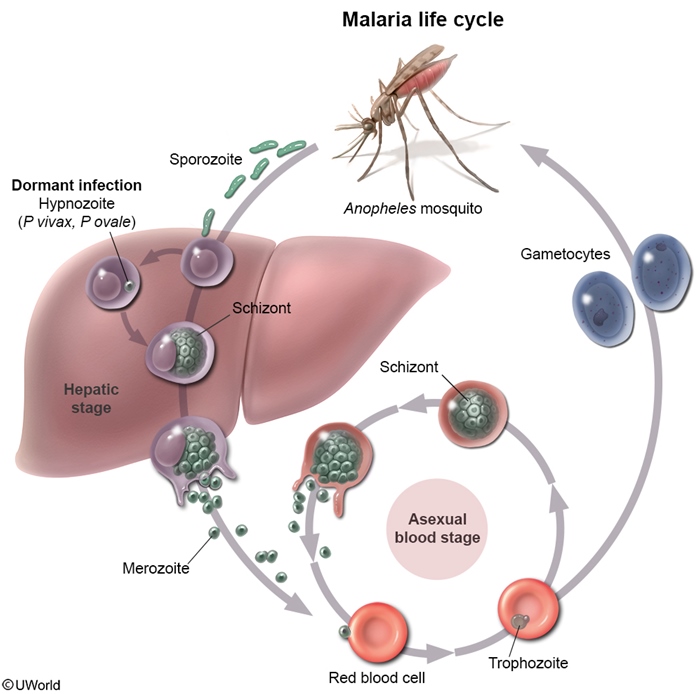 Malaria life cycle
Sporozoite
Dormant infection
Hypnozoite
(P vivax, P ovale)
Anopheles mosquito
Gametocytes
Schizont
Hepatic
stage
Schizont
Asexual
blood stage
Merozoite
Trophozoite
Red blood cell
©UWorld